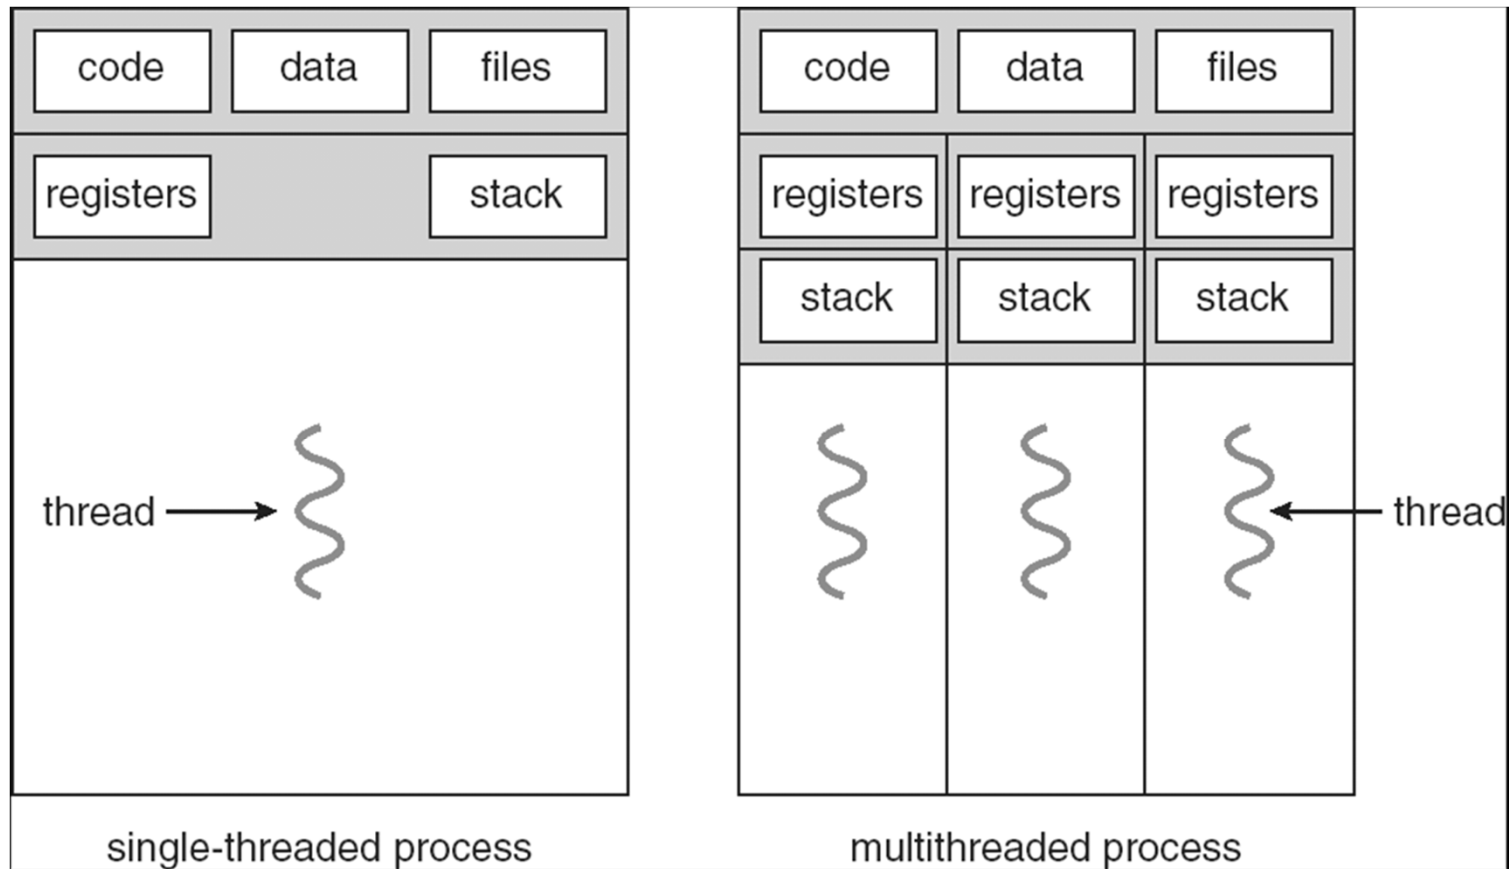 code data files
registers stack
thread
single-threaded process
code data files
registers registers registers
stack stack stack
thread
multithreaded process